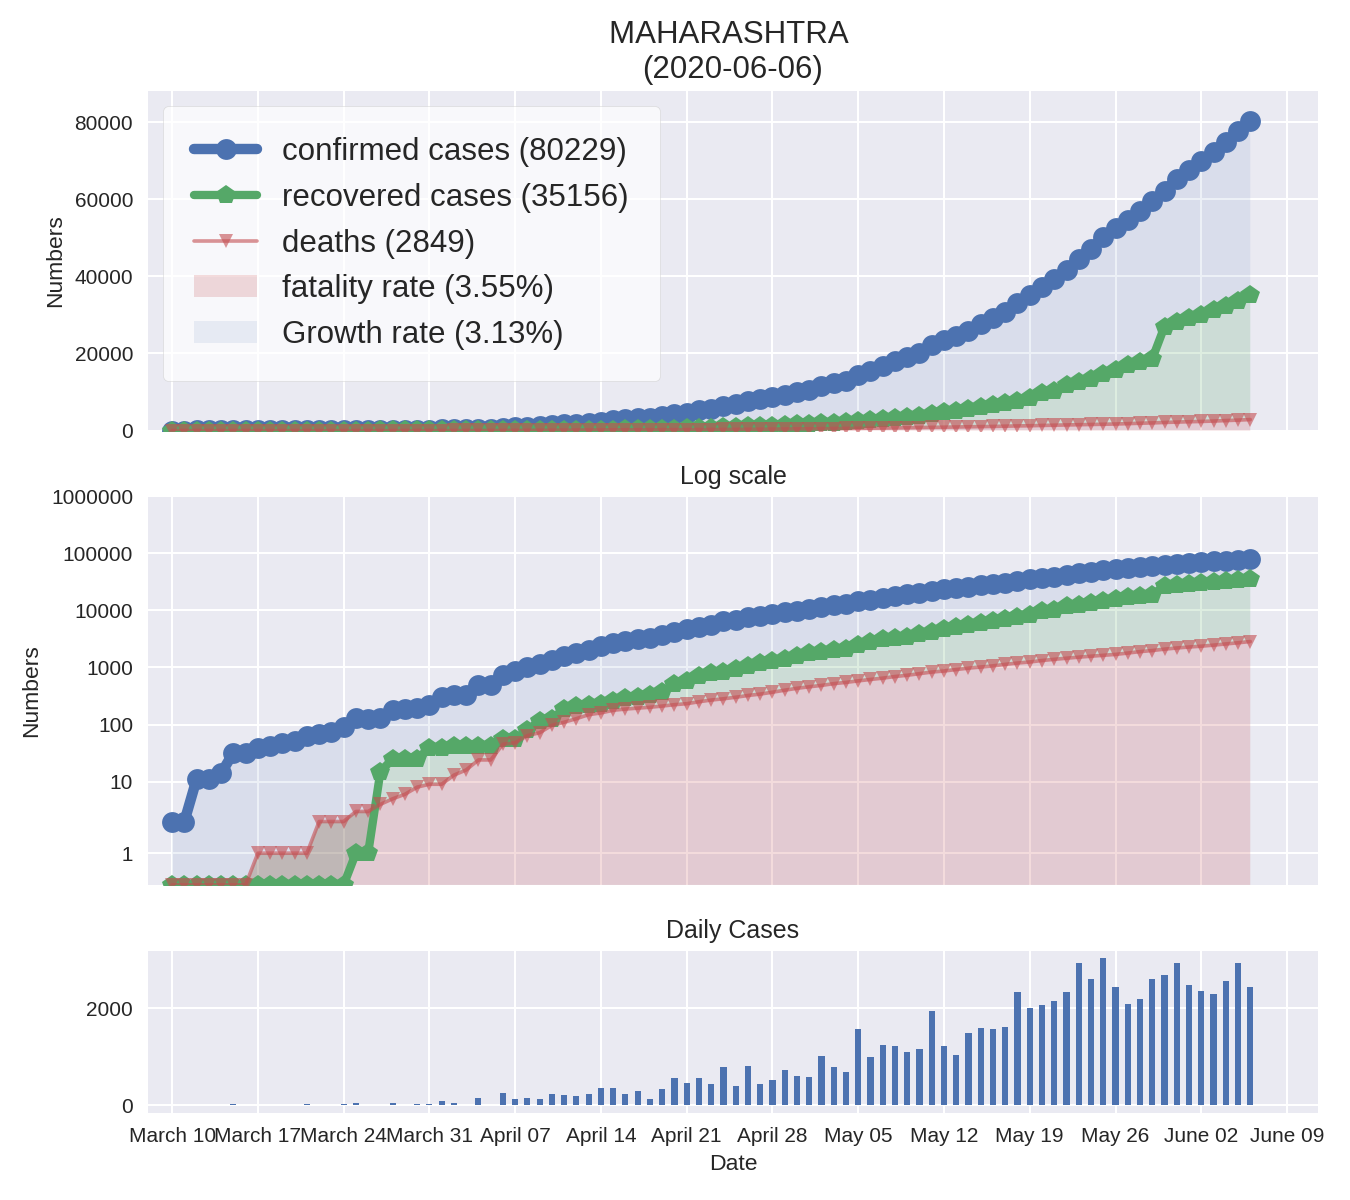 MAHARASHTRA
(2020-06-06)
80000
60000
40000
20000
0
Numbers
confirmed cases (80229)
recovered cases (35156)
deaths (2849)
fatality rate (3.55%)
Growth rate (3.13%)
Log scale
1000000
100000
10000
1000
100
10
1
Numbers
Daily Cases
2000
0
March 10 March 17 March 24 March 31 April 07 April 14 April 21 April 28 May 05 May 12 May 19 May 26 June 02 June 09
Date